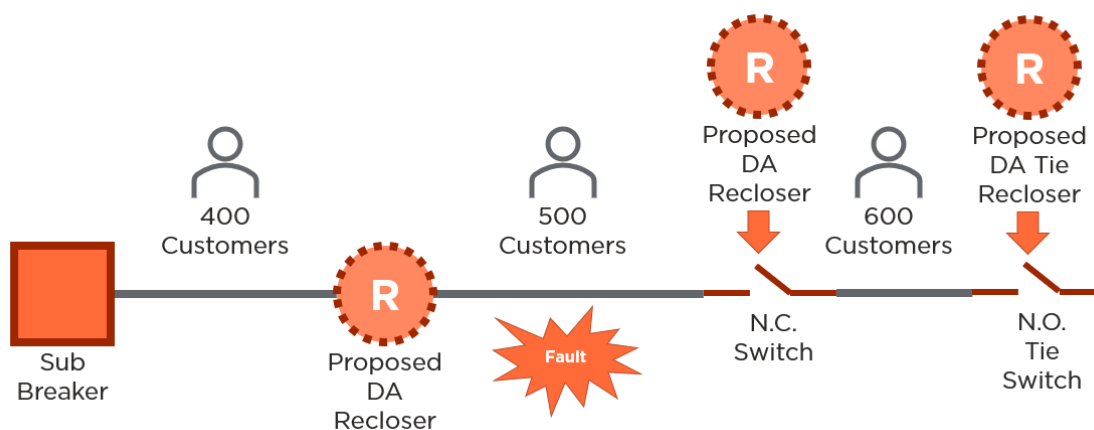 R
R
Proposed
DA
Recloser
Proposed
DA Tie
Recloser
400
Customers
500
Customers
600
Customers
R
Sub
Breaker
Proposed
DA
Recloser
Fault
N.C.
Switch
N.O.
Tie
Switch